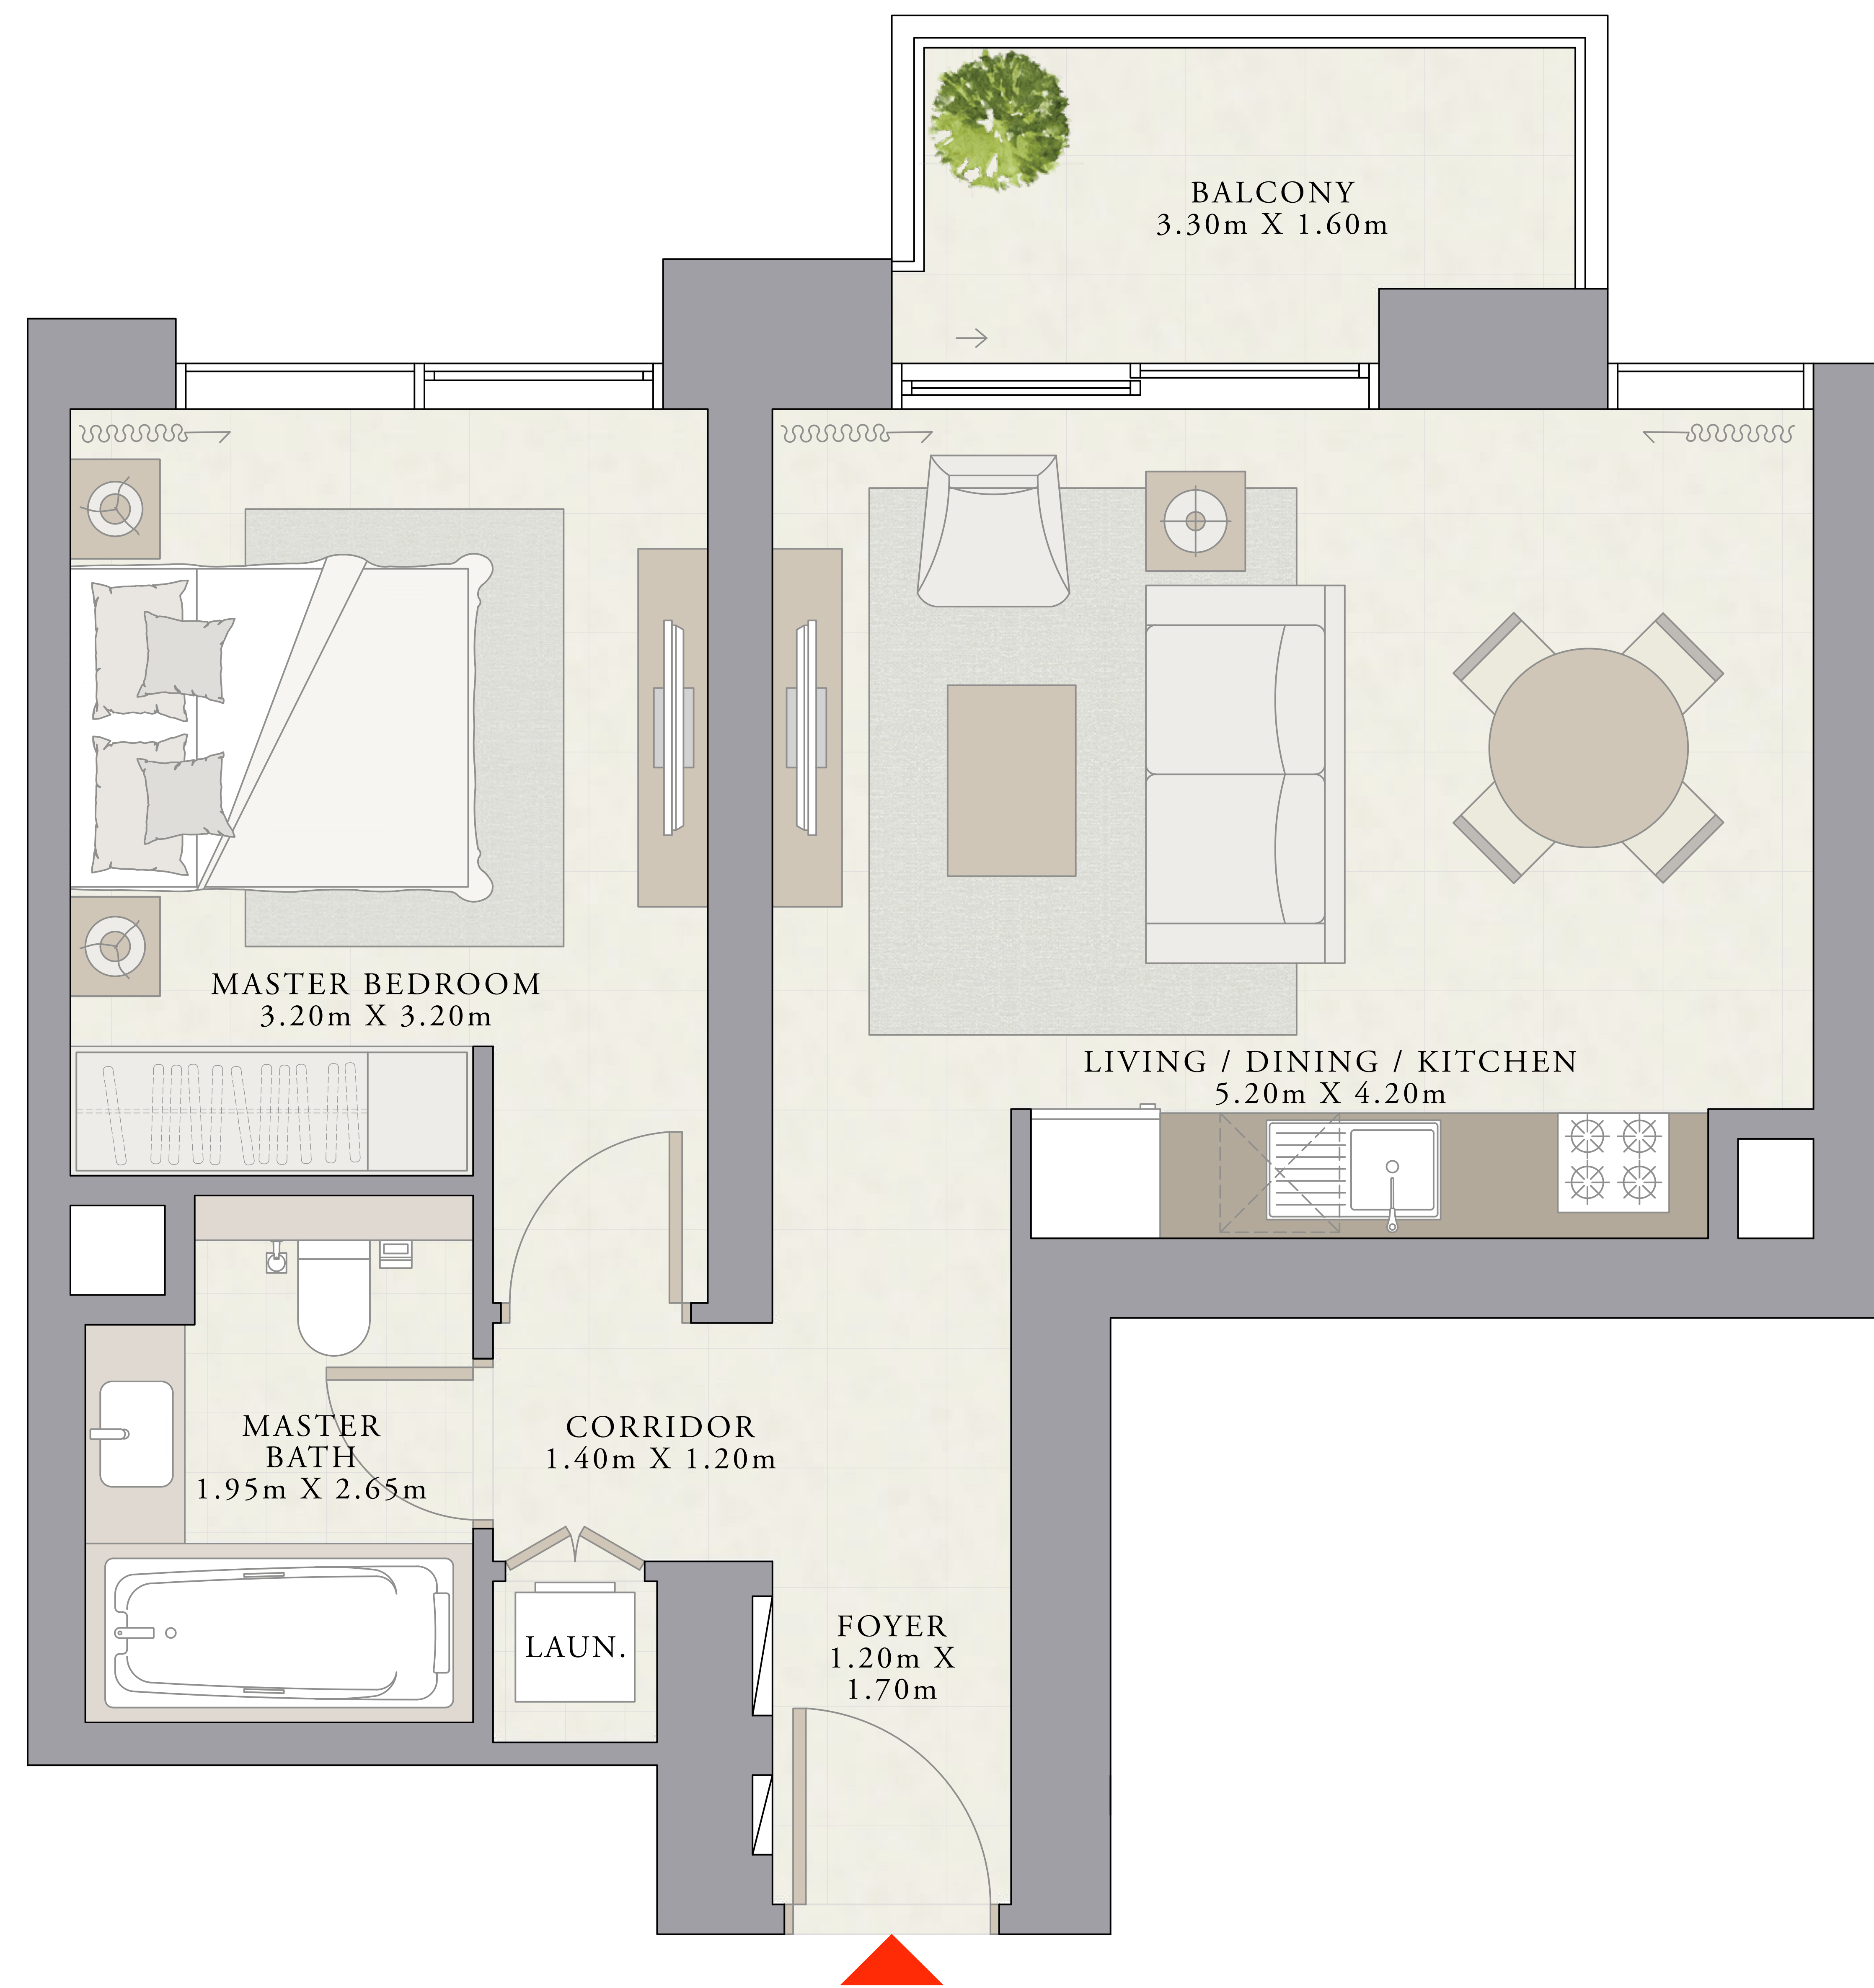 BALCONY
3.30m X 1.60m
MASTER BEDROOM
3.20m X 3.20m
LIVING / DINING / KITCHEN
5.20m X 4.20m
MASTER
BATH
1.95m X 2.65m
CORRIDOR
1.40m X 1.20m
LAUN.
FOYER
1.20m X
1.70m